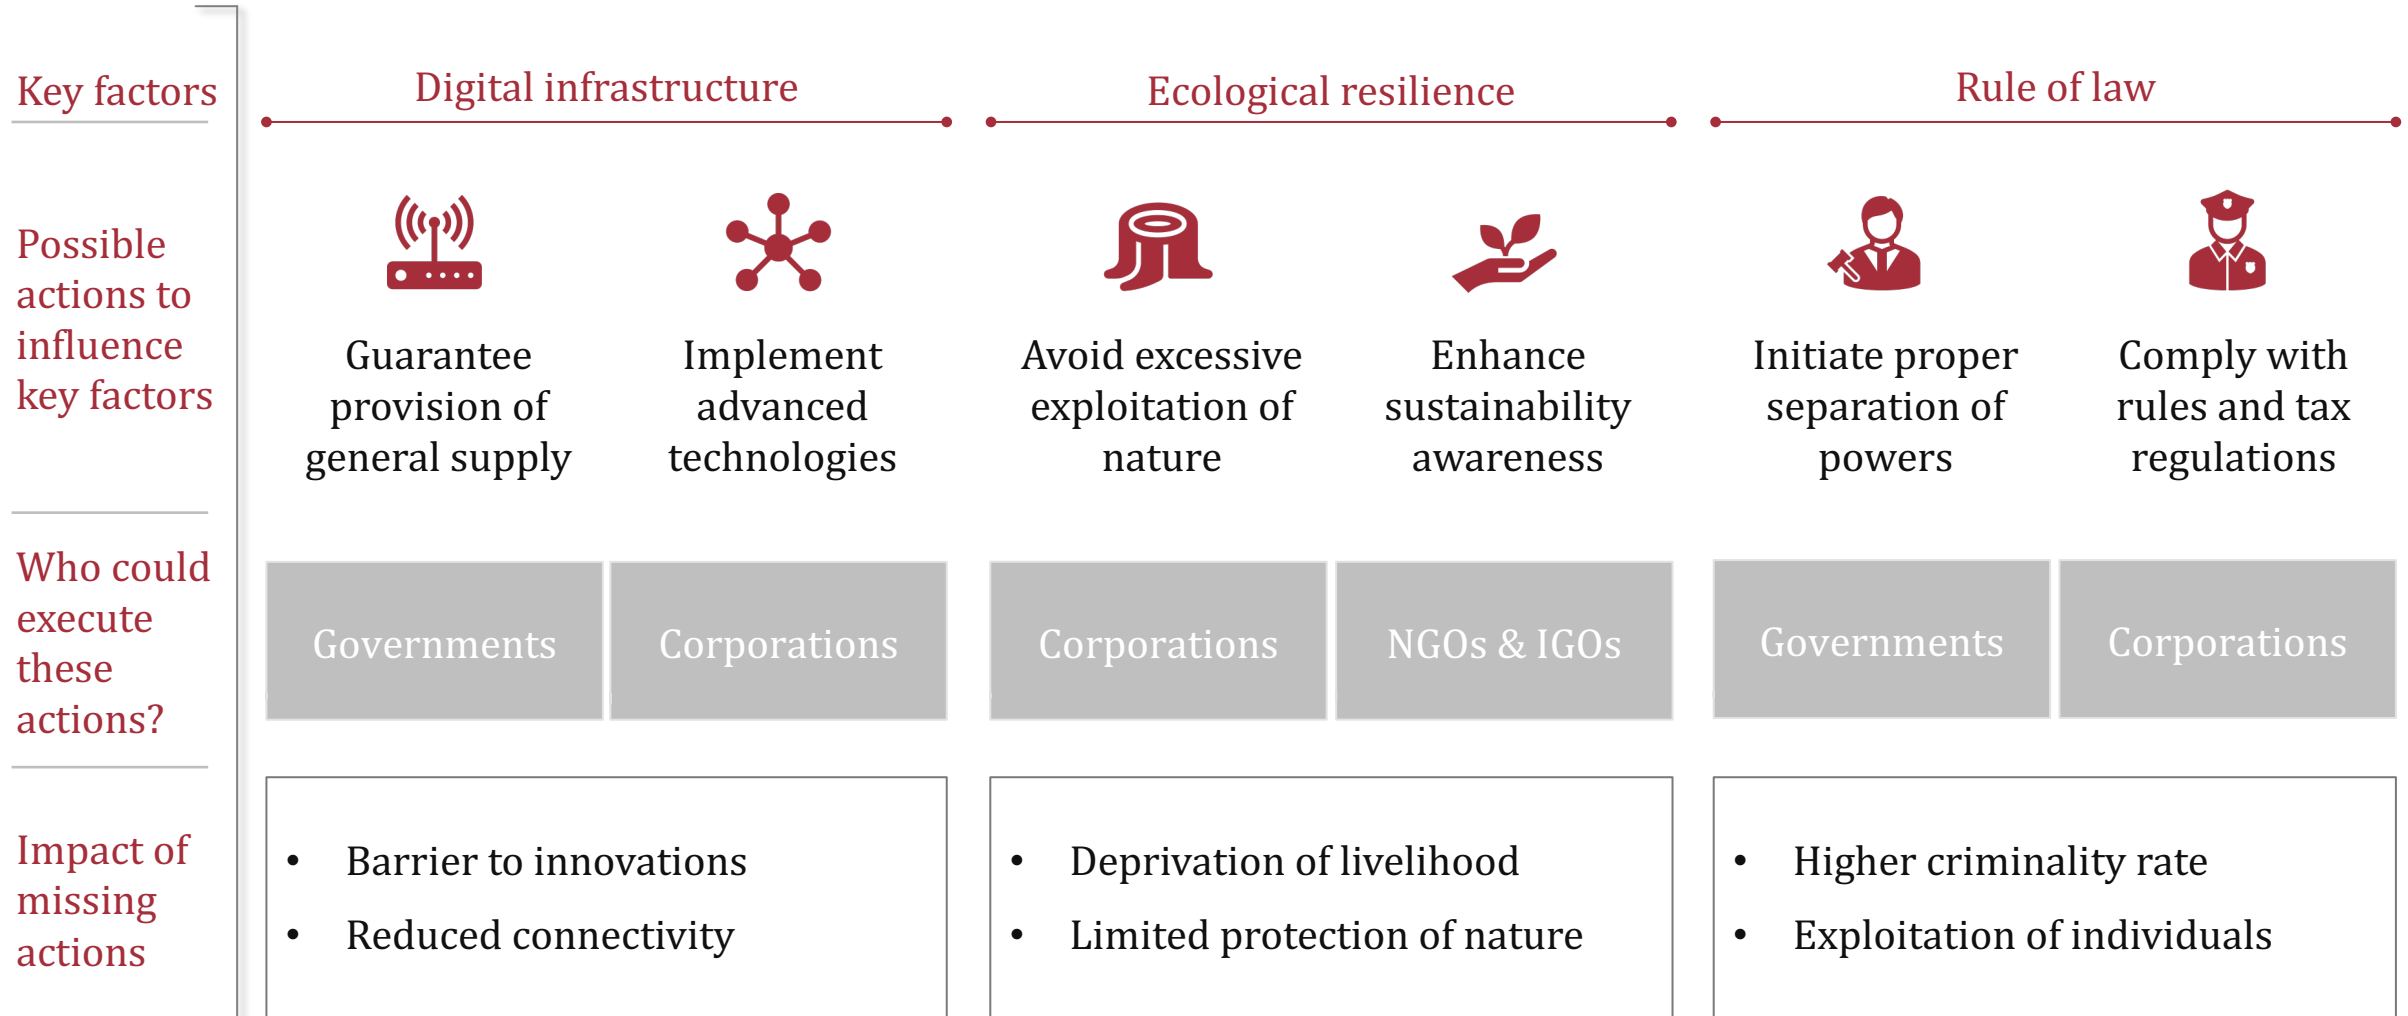 Key factors
Digital infrastructure
Ecological resilience
Rule of law
Possible
actions to
influence
key factors
Guarantee
provision of
general supply
Implement
advanced
technologies
Avoid excessive
exploitation of
nature
Enhance
sustainability
awareness
Initiate proper
separation of
powers
Comply with
rules and tax
regulations
Who could
execute
these
actions?
Governments
Corporations
Corporations
NGOs & IGOs
Governments
Corporations
Impact of
missing
actions
• Barrier to innovations
• Reduced connectivity
• Deprivation of livelihood
• Limited protection of nature
• Higher criminality rate
• Exploitation of individuals